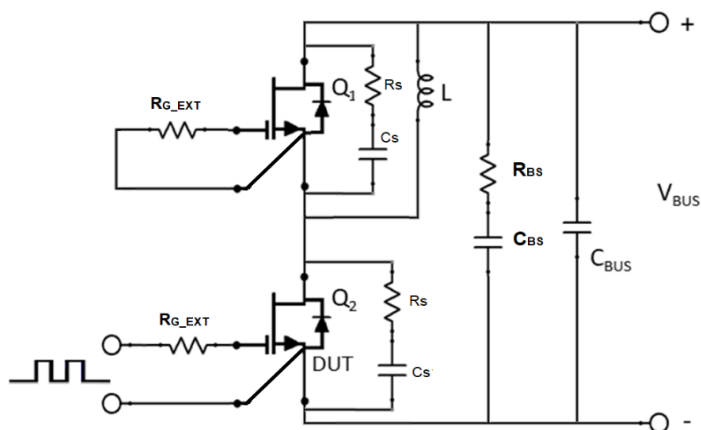 +
Q1
Rs
L
RG_EXT
Cs
RBS
VBUS
CBS
CBUS
Q2
Rs
RG_EXT
DUT
Cs
-